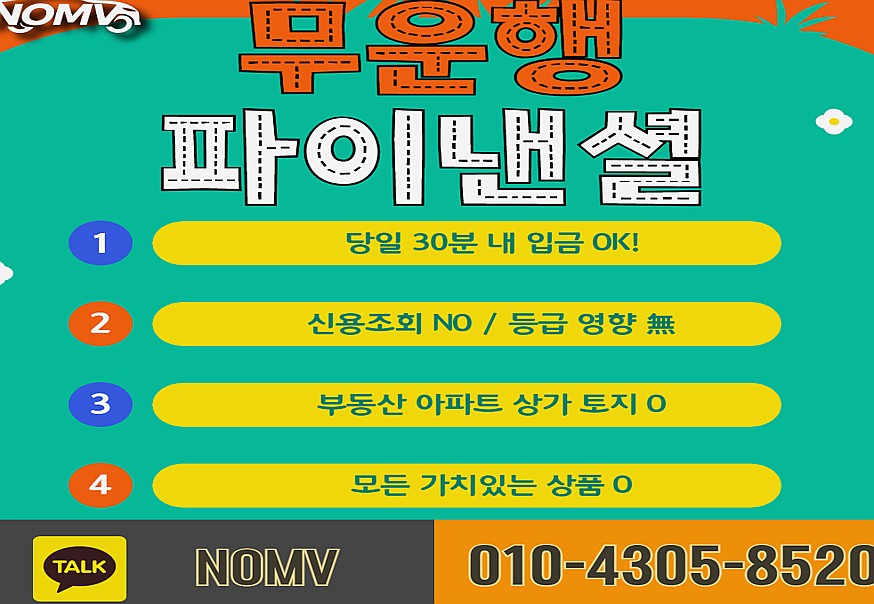 NOMV
무운행
파이낸셜
1 당일 30분 내 입금 OK!
2 신용조회 NO / 등급 영향 無
3 부동산 아파트 상가 토지 O
4 모든 가치있는 상품 O
TALK NOMV 010-4305-8520